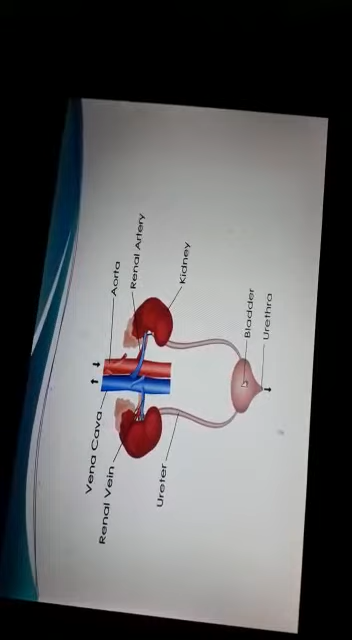 Vena Cava
Aorta
Renal Vein
Renal Artery
Kidney
Ureter
Bladder
Urethra